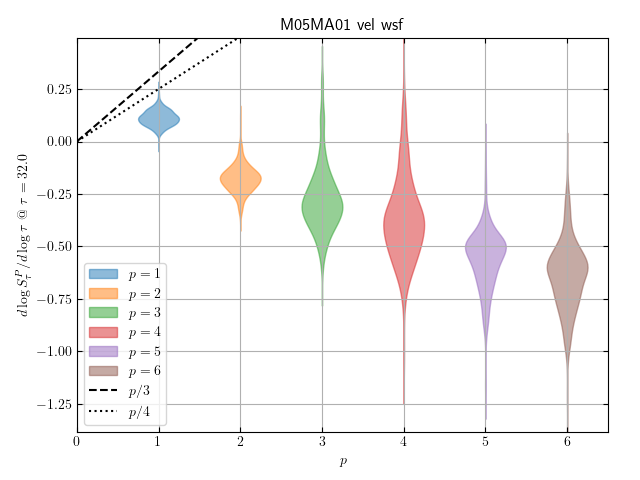 M05MA01 vel wsf
d log S_τ^P / d log τ @ τ = 32.0
0.25
0.00
−0.25
−0.50
−0.75
−1.00
−1.25
p = 1
p = 2
p = 3
p = 4
p = 5
p = 6
p/3
p/4
0 1 2 3 4 5 6
p